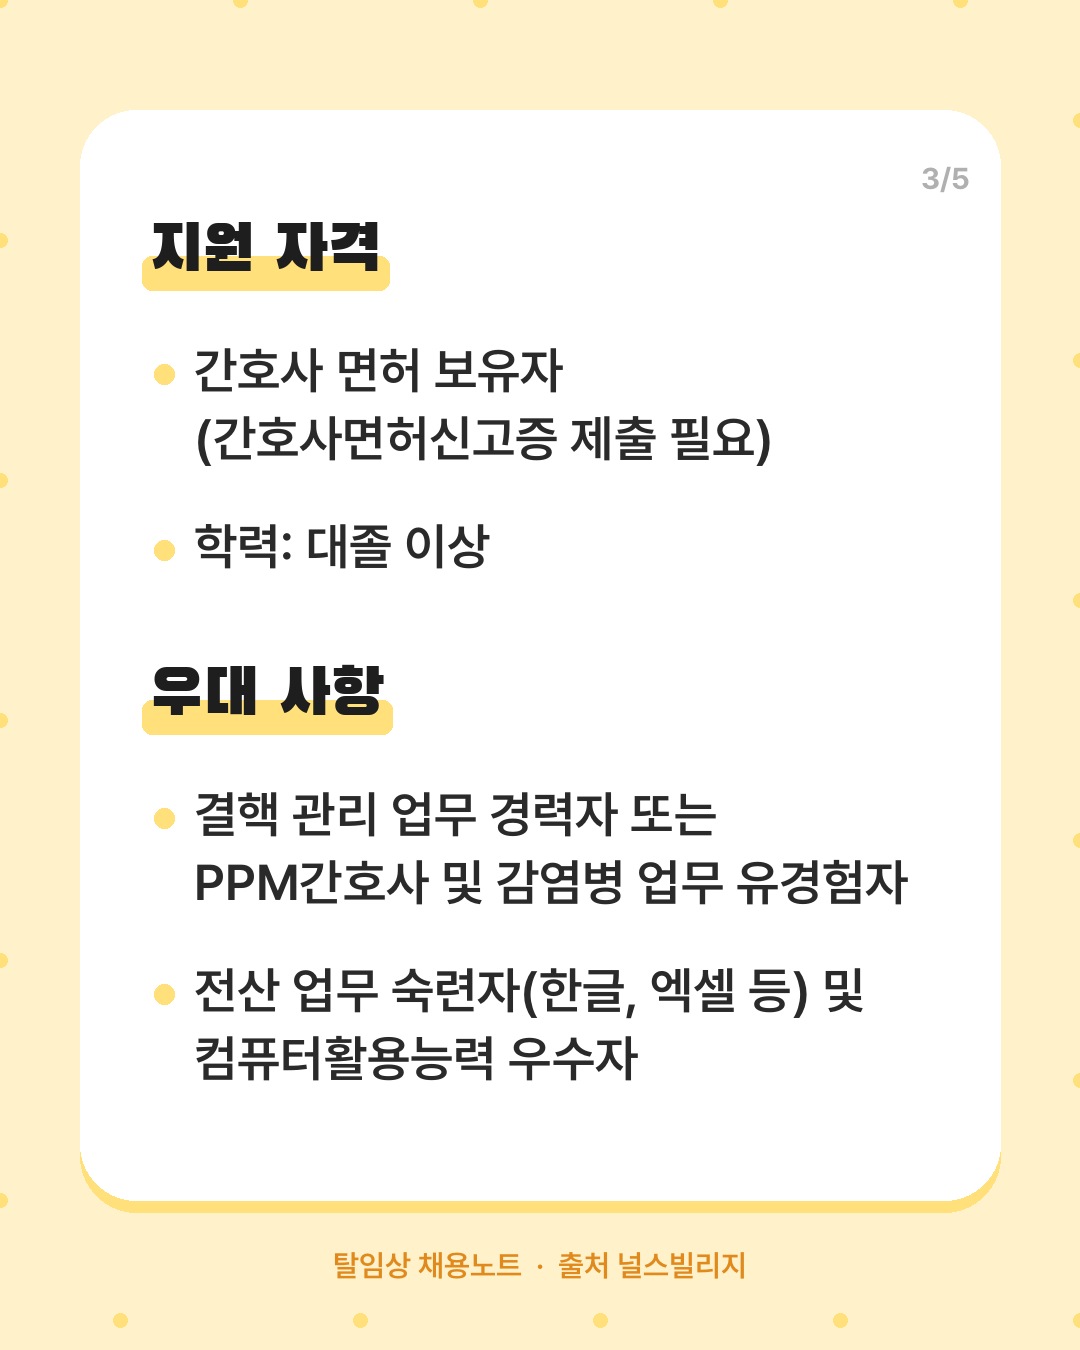 3/5
지원 자격
간호사 면허 보유자
(간호사면허신고증 제출 필요)
학력: 대졸 이상
우대 사항
결핵 관리 업무 경력자 또는
PPM간호사 및 감염병 업무 유경험자
전산 업무 숙련자(한글, 엑셀 등) 및
컴퓨터활용능력 우수자
탈임상 채용노트 · 출처 널스빌리지